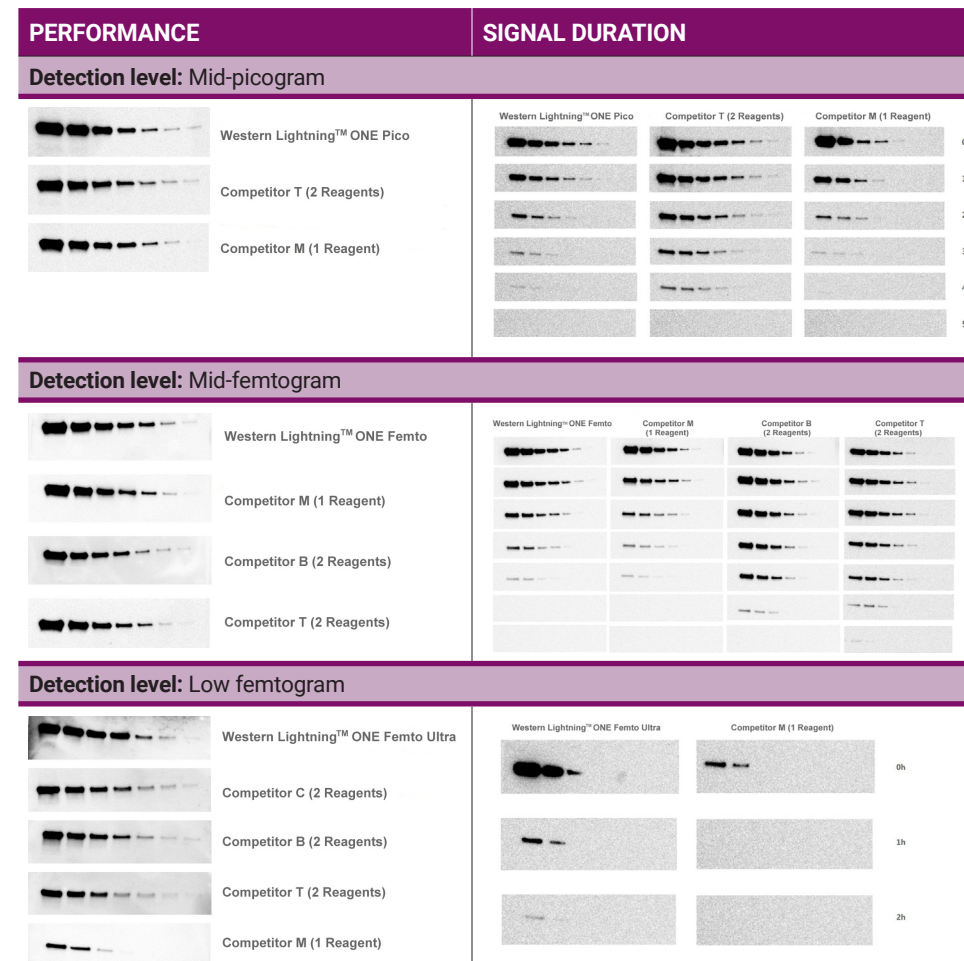 PERFORMANCE
SIGNAL DURATION
Detection level: Mid-picogram
Western Lightning™ ONE Pico
Competitor T (2 Reagents)
Competitor M (1 Reagent)
Western Lightning™ ONE Pico
Competitor T (2 Reagents)
Competitor M (1 Reagent)
Detection level: Mid-femtogram
Western Lightning™ ONE Femto
Competitor M (1 Reagent)
Competitor B (2 Reagents)
Competitor T (2 Reagents)
Western Lightning™ ONE Femto
Competitor M
(1 Reagent)
Competitor B
(2 Reagents)
Competitor T
(2 Reagents)
Detection level: Low femtogram
Western Lightning™ ONE Femto Ultra
Competitor C (2 Reagents)
Competitor B (2 Reagents)
Competitor T (2 Reagents)
Competitor M (1 Reagent)
Western Lightning™ ONE Femto Ultra
Competitor M (1 Reagent)
0h
1h
2h